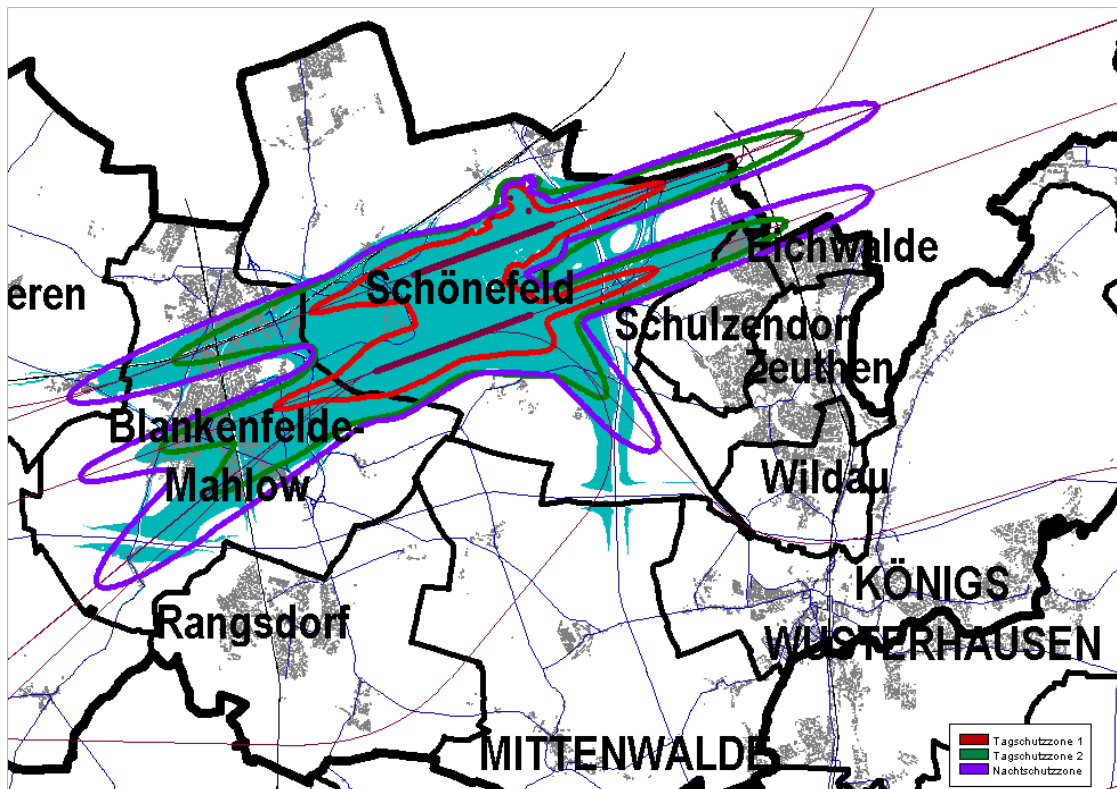 Eichwalde
eren
Schönefeld
Schulzendorf
Zeuthen
Blankenfelde-
Mahlow
Wildau
KÖNIGS
Rangsdorf
WUSTERHAUSEN
MITTENWALDE
Tagschutzzone 1
Tagschutzzone 2
Nachtschutzzone